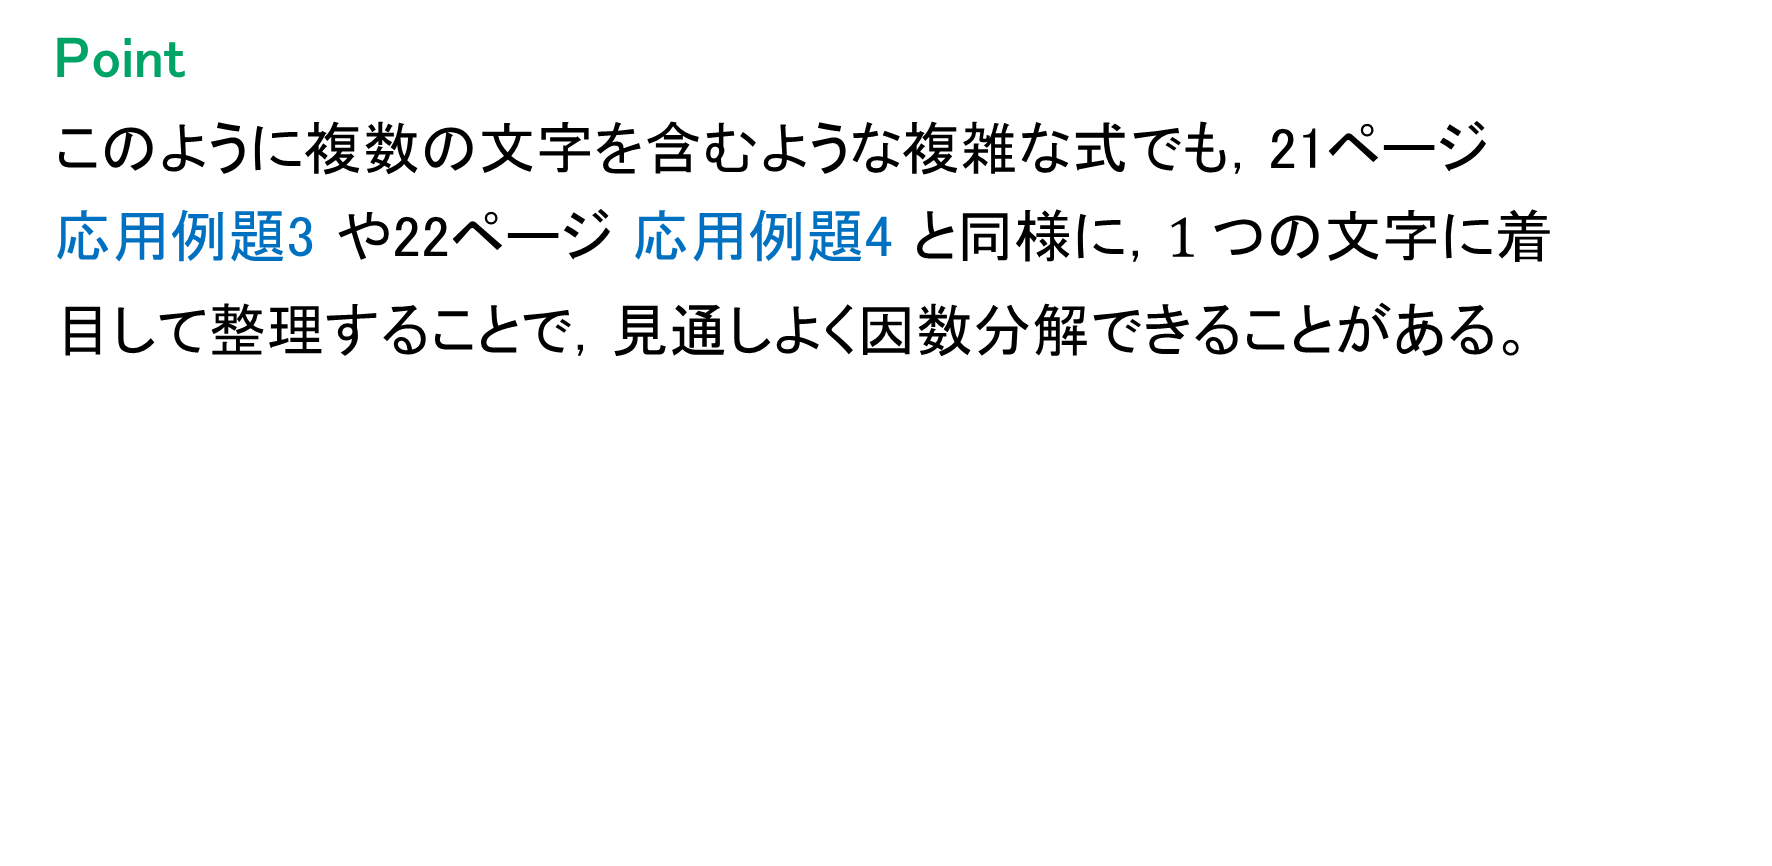 Point
このように複数の文字を含むような複雑な式でも, 21ページ
応用例題3 や22ページ 応用例題4 と同様に, 1 つの文字に着
目して整理することで, 見通しよく因数分解できることがある。